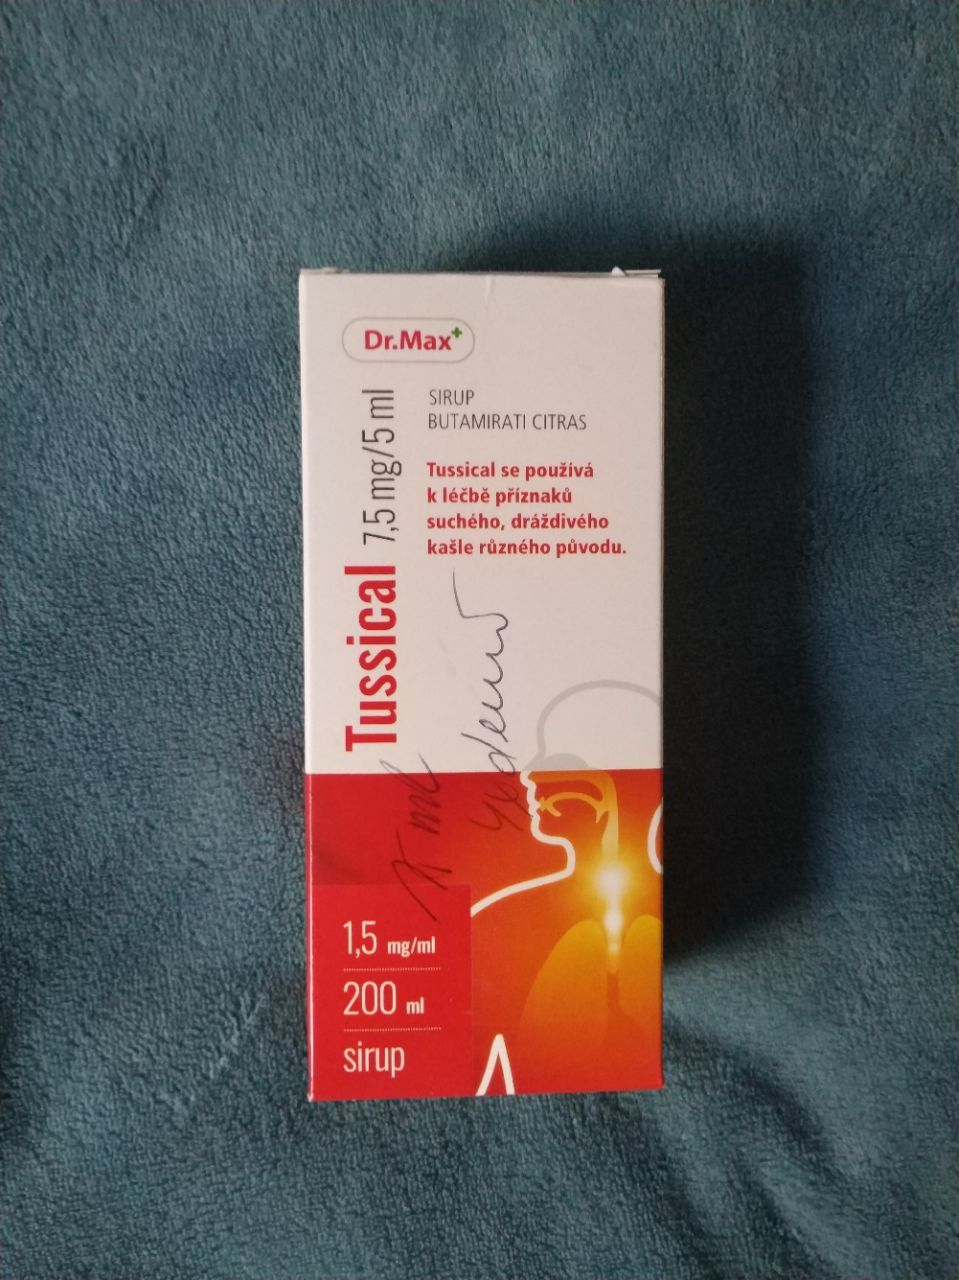 Dr.Max+
Tussical 7,5 mg/5 ml
SIRUP
BUTAMIRATI CITRAS
Tussical se používá
k léčbě příznaků
suchého, dráždivého
kašle různého původu.
ml
1,5 mg/ml
200 ml
sirup